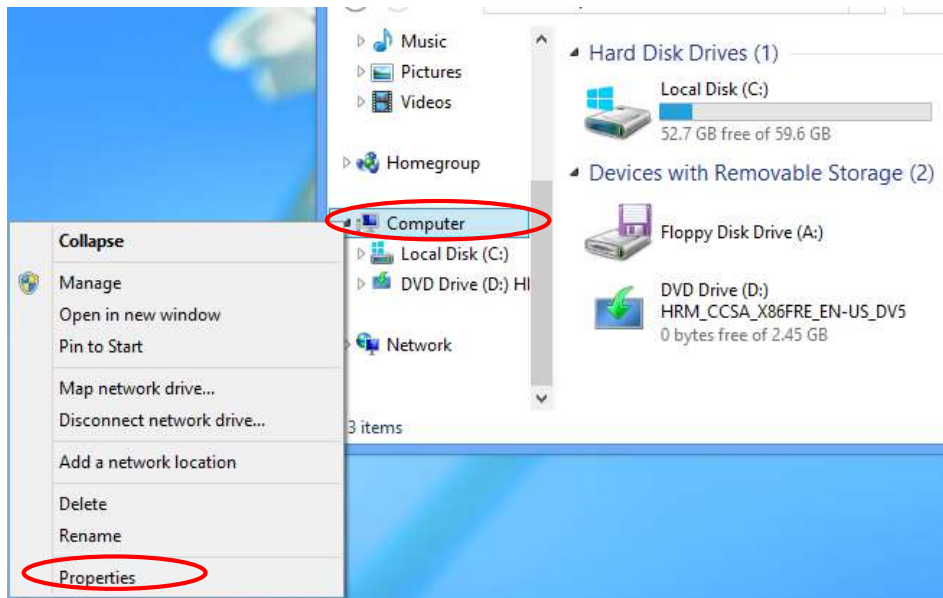 Music
Pictures
Videos
Homegroup
Computer
Local Disk (C:)
DVD Drive (D:) HI
Network
3 items
Hard Disk Drives (1)
Local Disk (C:)
52.7 GB free of 59.6 GB
Devices with Removable Storage (2)
Floppy Disk Drive (A:)
DVD Drive (D:)
HRM_CCSA_X86FRE_EN-US_DV5
0 bytes free of 2.45 GB
Collapse
Manage
Open in new window
Pin to Start
Map network drive...
Disconnect network drive...
Add a network location
Delete
Rename
Properties